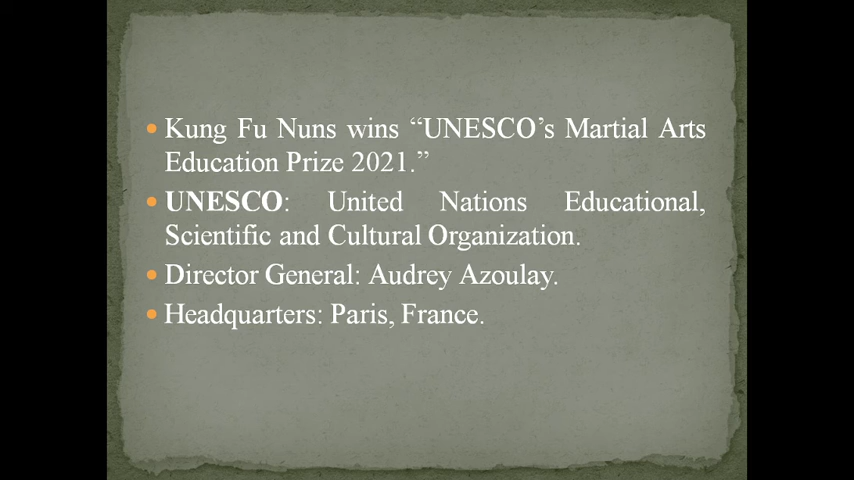 Kung Fu Nuns wins “UNESCO’s Martial Arts
Education Prize 2021.”
UNESCO: United Nations Educational,
Scientific and Cultural Organization.
Director General: Audrey Azoulay.
Headquarters: Paris, France.